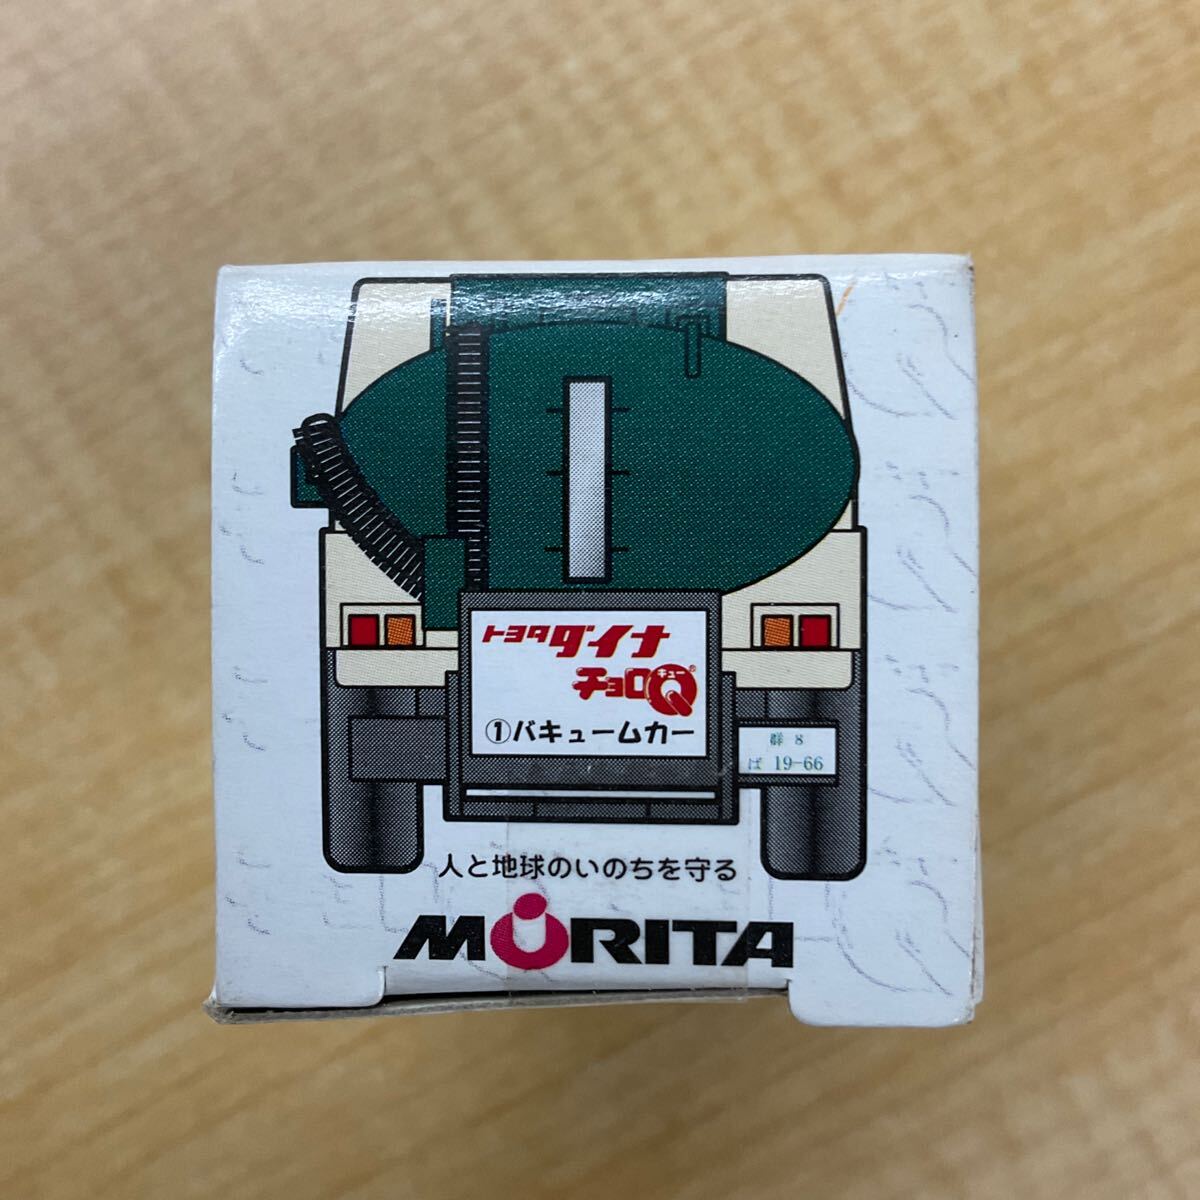 トヨタダイナ
チョロQ キュー®
①バキュームカー
群 8
ば 19-66
人と地球のいのちを守る
MORITA